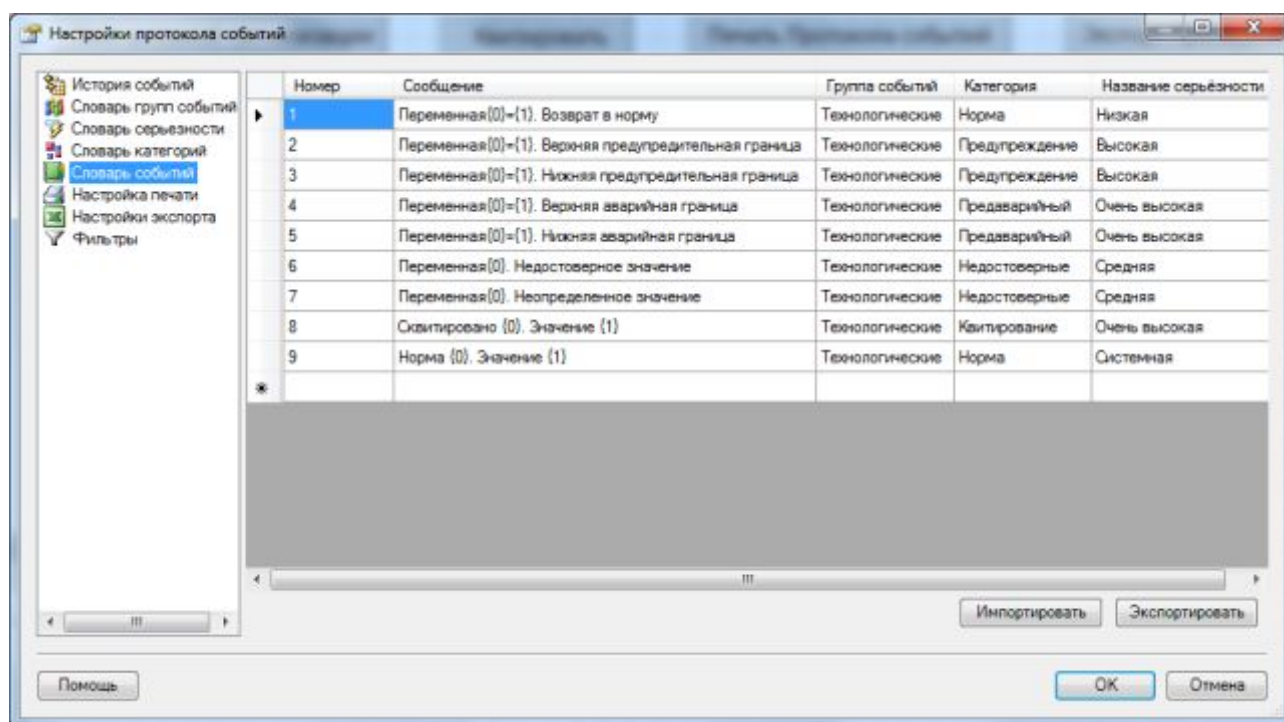 Настройки протокола событий
История событий
Словарь групп событий
Словарь серьезности
Словарь категорий
Словарь событий
Настройка печати
Настройки экспорта
Фильтры
Номер Сообщение Группа событий Категория Название серьёзности
1 Переменная{0}={1}. Возврат в норму Технологические Норма Низкая
2 Переменная{0}={1}. Верхняя предупредительная граница Технологические Предупреждение Высокая
3 Переменная{0}={1}. Нижняя предупредительная граница Технологические Предупреждение Высокая
4 Переменная{0}={1}. Верхняя аварийная граница Технологические Предаварийный Очень высокая
5 Переменная{0}={1}. Нижняя аварийная граница Технологические Предаварийный Очень высокая
6 Переменная{0}. Недостоверное значение Технологические Недостоверные Средняя
7 Переменная{0}. Неопределенное значение Технологические Недостоверные Средняя
8 Сквитировано {0}. Значение {1} Технологические Квитирование Очень высокая
9 Норма {0}. Значение {1} Технологические Норма Системная
Импортировать Экспортировать
Помощь OK Отмена